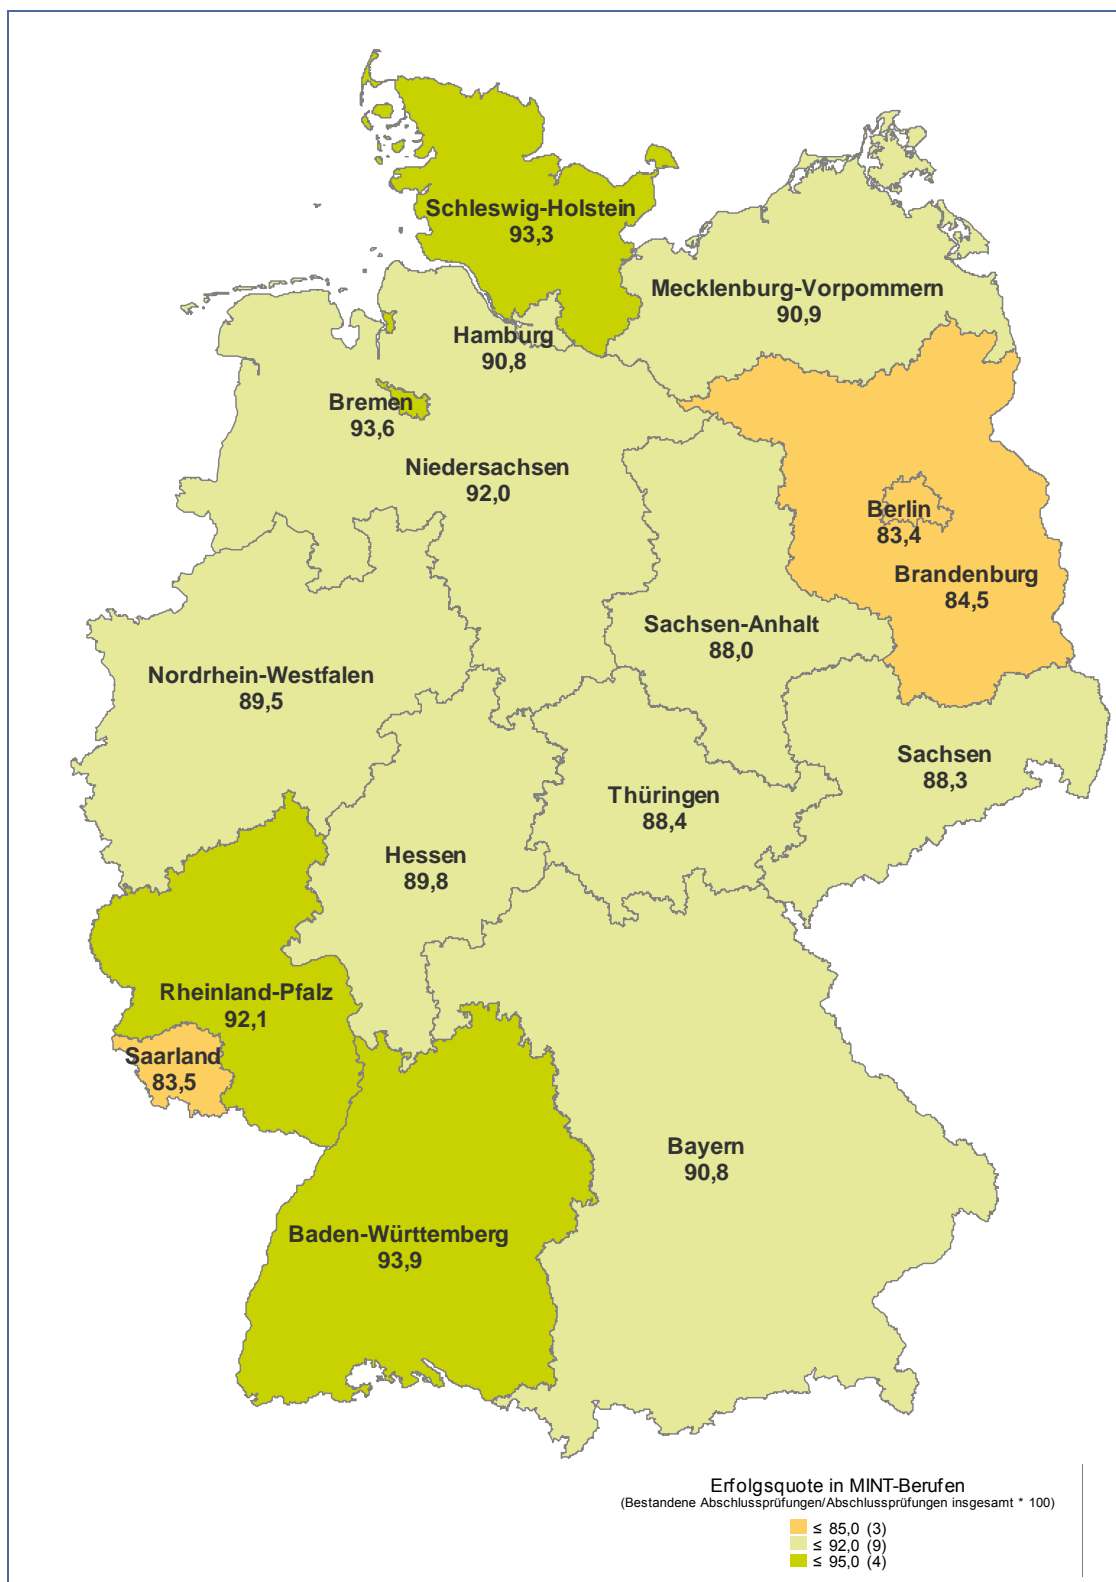 Schleswig-Holstein
93,3
Mecklenburg-Vorpommern
90,9
Hamburg
90,8
Bremen
93,6
Niedersachsen
92,0
Berlin
83,4
Brandenburg
84,5
Sachsen-Anhalt
88,0
Nordrhein-Westfalen
89,5
Sachsen
88,3
Thüringen
88,4
Hessen
89,8
Rheinland-Pfalz
92,1
Saarland
83,5
Bayern
90,8
Baden-Württemberg
93,9
Erfolgsquote in MINT-Berufen
(Bestandene Abschlussprüfungen/Abschlussprüfungen insgesamt * 100)
≤ 85,0 (3)
≤ 92,0 (9)
≤ 95,0 (4)